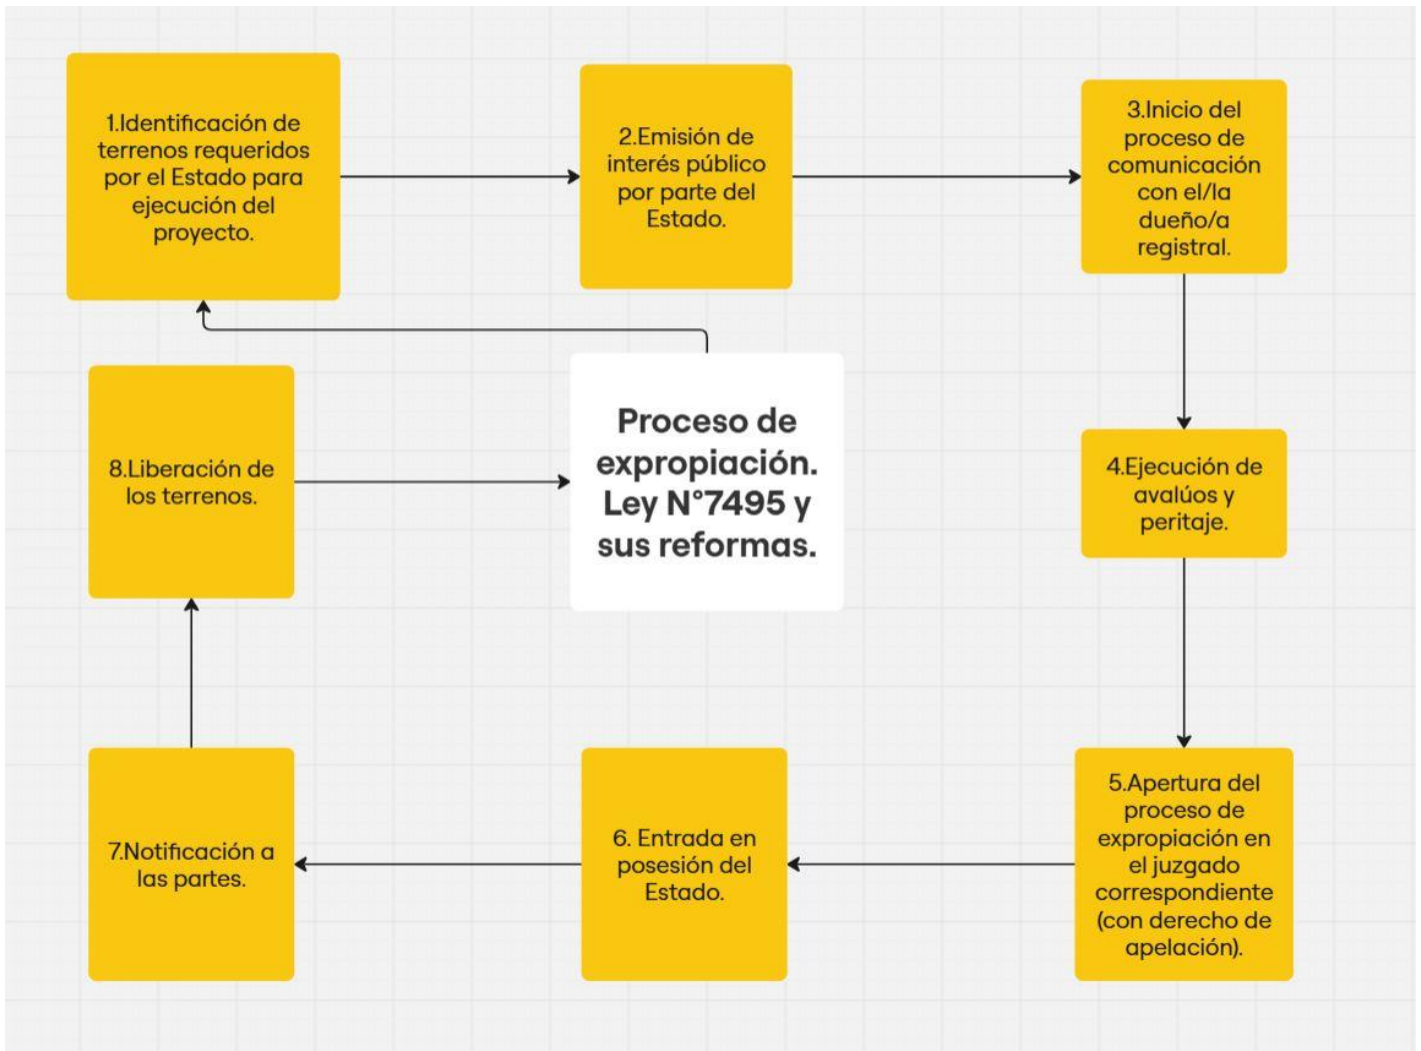 1.Identificación de
terrenos requeridos
por el Estado para
ejecución del
proyecto.
2.Emisión de
interés público
por parte del
Estado.
3.Inicio del
proceso de
comunicación
con el/la
dueño/a
registral.
Proceso de
expropiación.
Ley N°7495 y
sus reformas.
4.Ejecución de
avalúos y
peritaje.
5.Apertura del
proceso de
expropiación en
el juzgado
correspondiente
(con derecho de
apelación).
6. Entrada en
posesión del
Estado.
7.Notificación a
las partes.
8.Liberación de
los terrenos.